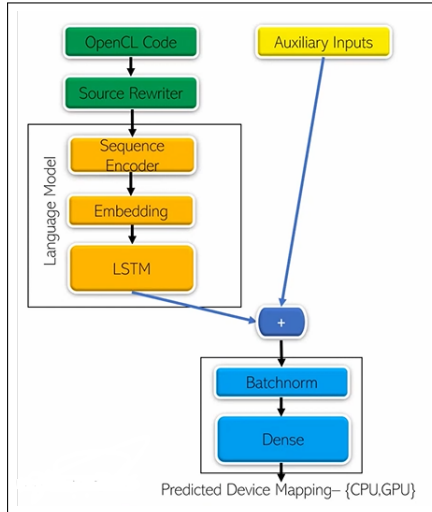 OpenCL Code
Auxiliary Inputs
Source Rewriter
Language Model
Sequence
Encoder
Embedding
LSTM
+
Batchnorm
Dense
Predicted Device Mapping– {CPU,GPU}